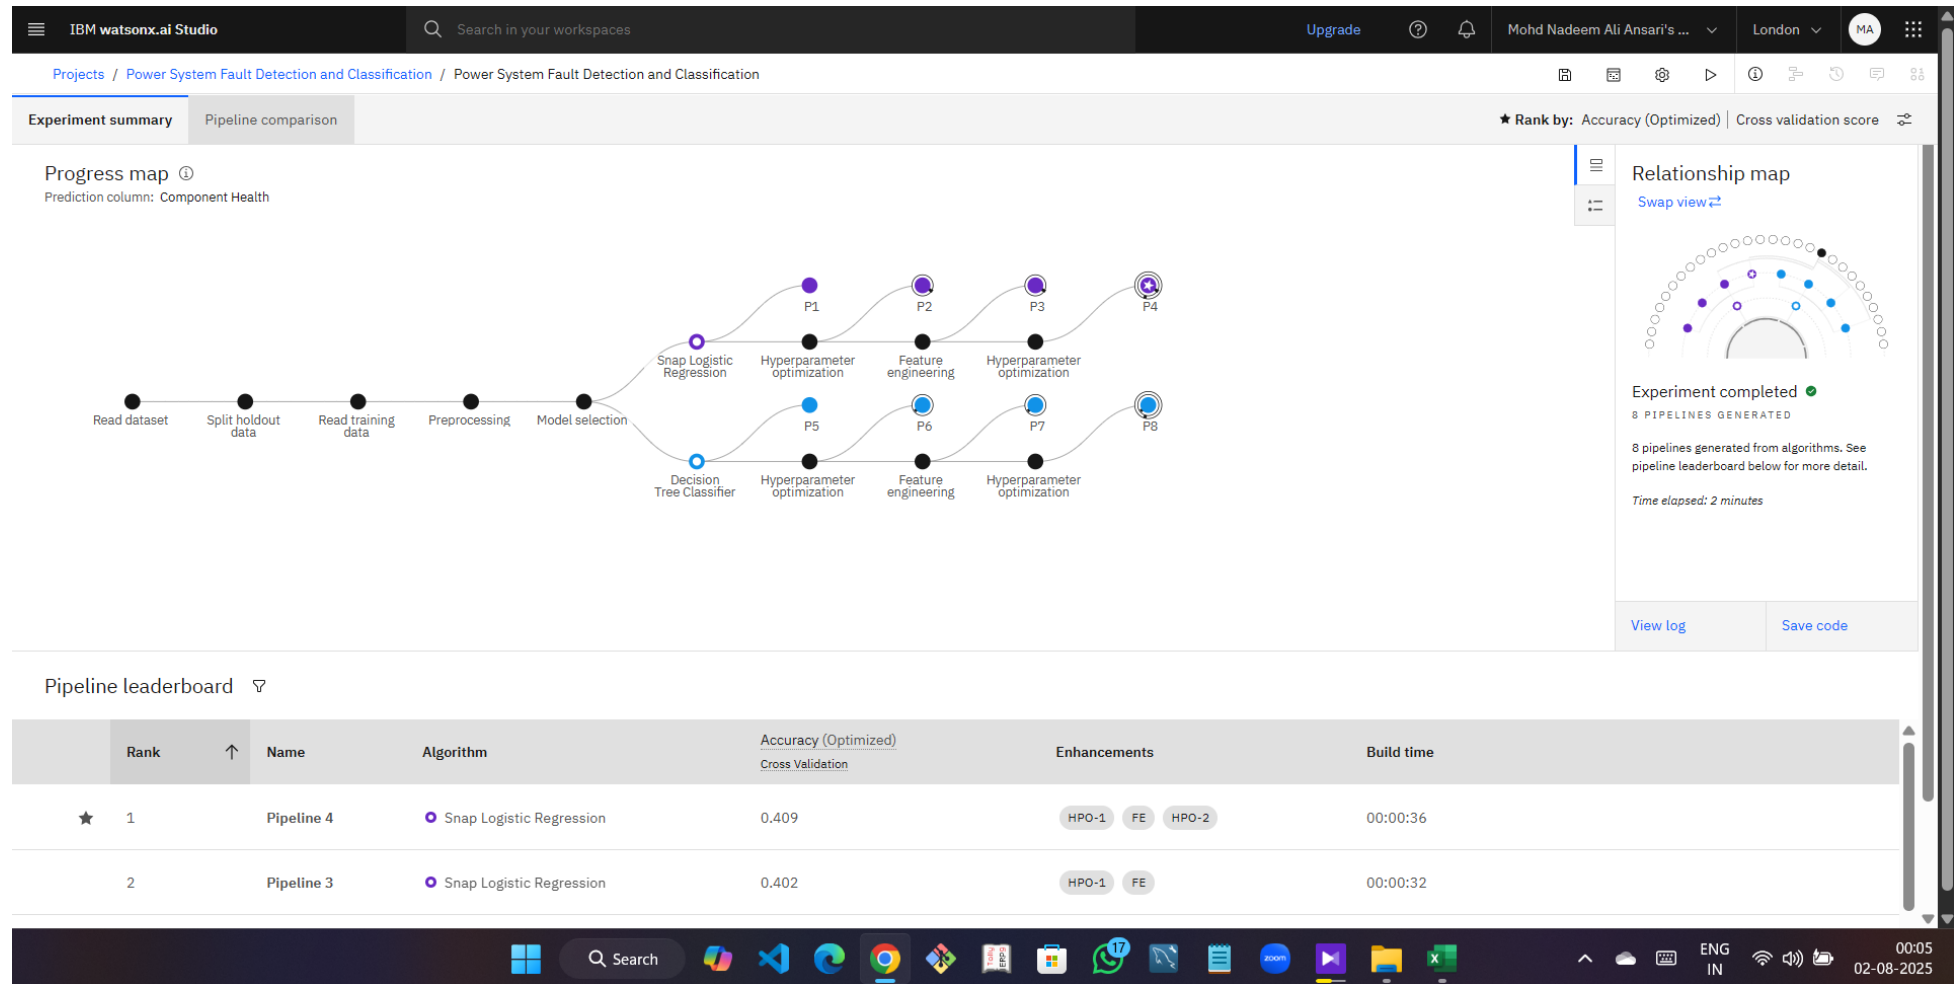 IBM watsonx.ai Studio
Search in your workspaces
Upgrade
Mohd Nadeem Ali Ansari's ...
London
MA
Projects / Power System Fault Detection and Classification / Power System Fault Detection and Classification
Experiment summary
Pipeline comparison
★ Rank by: Accuracy (Optimized) | Cross validation score
Progress map
Prediction column: Component Health
P1
P2
P3
P4
Snap Logistic
Regression
Hyperparameter
optimization
Feature
engineering
Hyperparameter
optimization
Read dataset
Split holdout
data
Read training
data
Preprocessing
Model selection
P5
P6
P7
P8
Decision
Tree Classifier
Hyperparameter
optimization
Feature
engineering
Hyperparameter
optimization
Relationship map
Swap view
Experiment completed
8 PIPELINES GENERATED
8 pipelines generated from algorithms. See
pipeline leaderboard below for more detail.
Time elapsed: 2 minutes
View log
Save code
Pipeline leaderboard
Rank
Name
Algorithm
Accuracy (Optimized)
Cross Validation
Enhancements
Build time
★ 1 Pipeline 4 Snap Logistic Regression 0.409 HPO-1 FE HPO-2 00:00:36
2 Pipeline 3 Snap Logistic Regression 0.402 HPO-1 FE 00:00:32
Search
Tally
ERP9
17
zoom
ENG
IN
00:05
02-08-2025